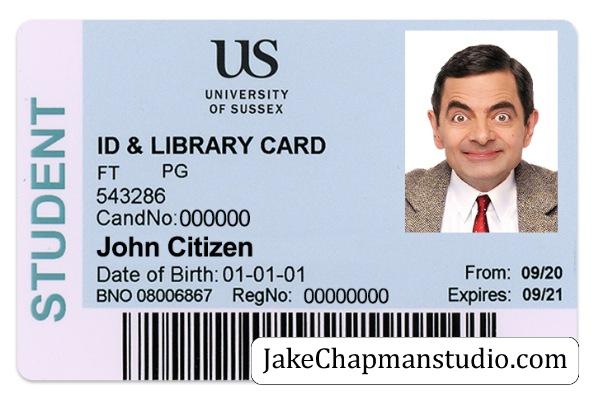 STUDENT
US
UNIVERSITY
OF SUSSEX
ID & LIBRARY CARD
FT PG
543286
CandNo:000000
John Citizen
Date of Birth: 01-01-01
From: 09/20
BNO 08006867 RegNo: 00000000
Expires: 09/21
JakeChapmanstudio.com